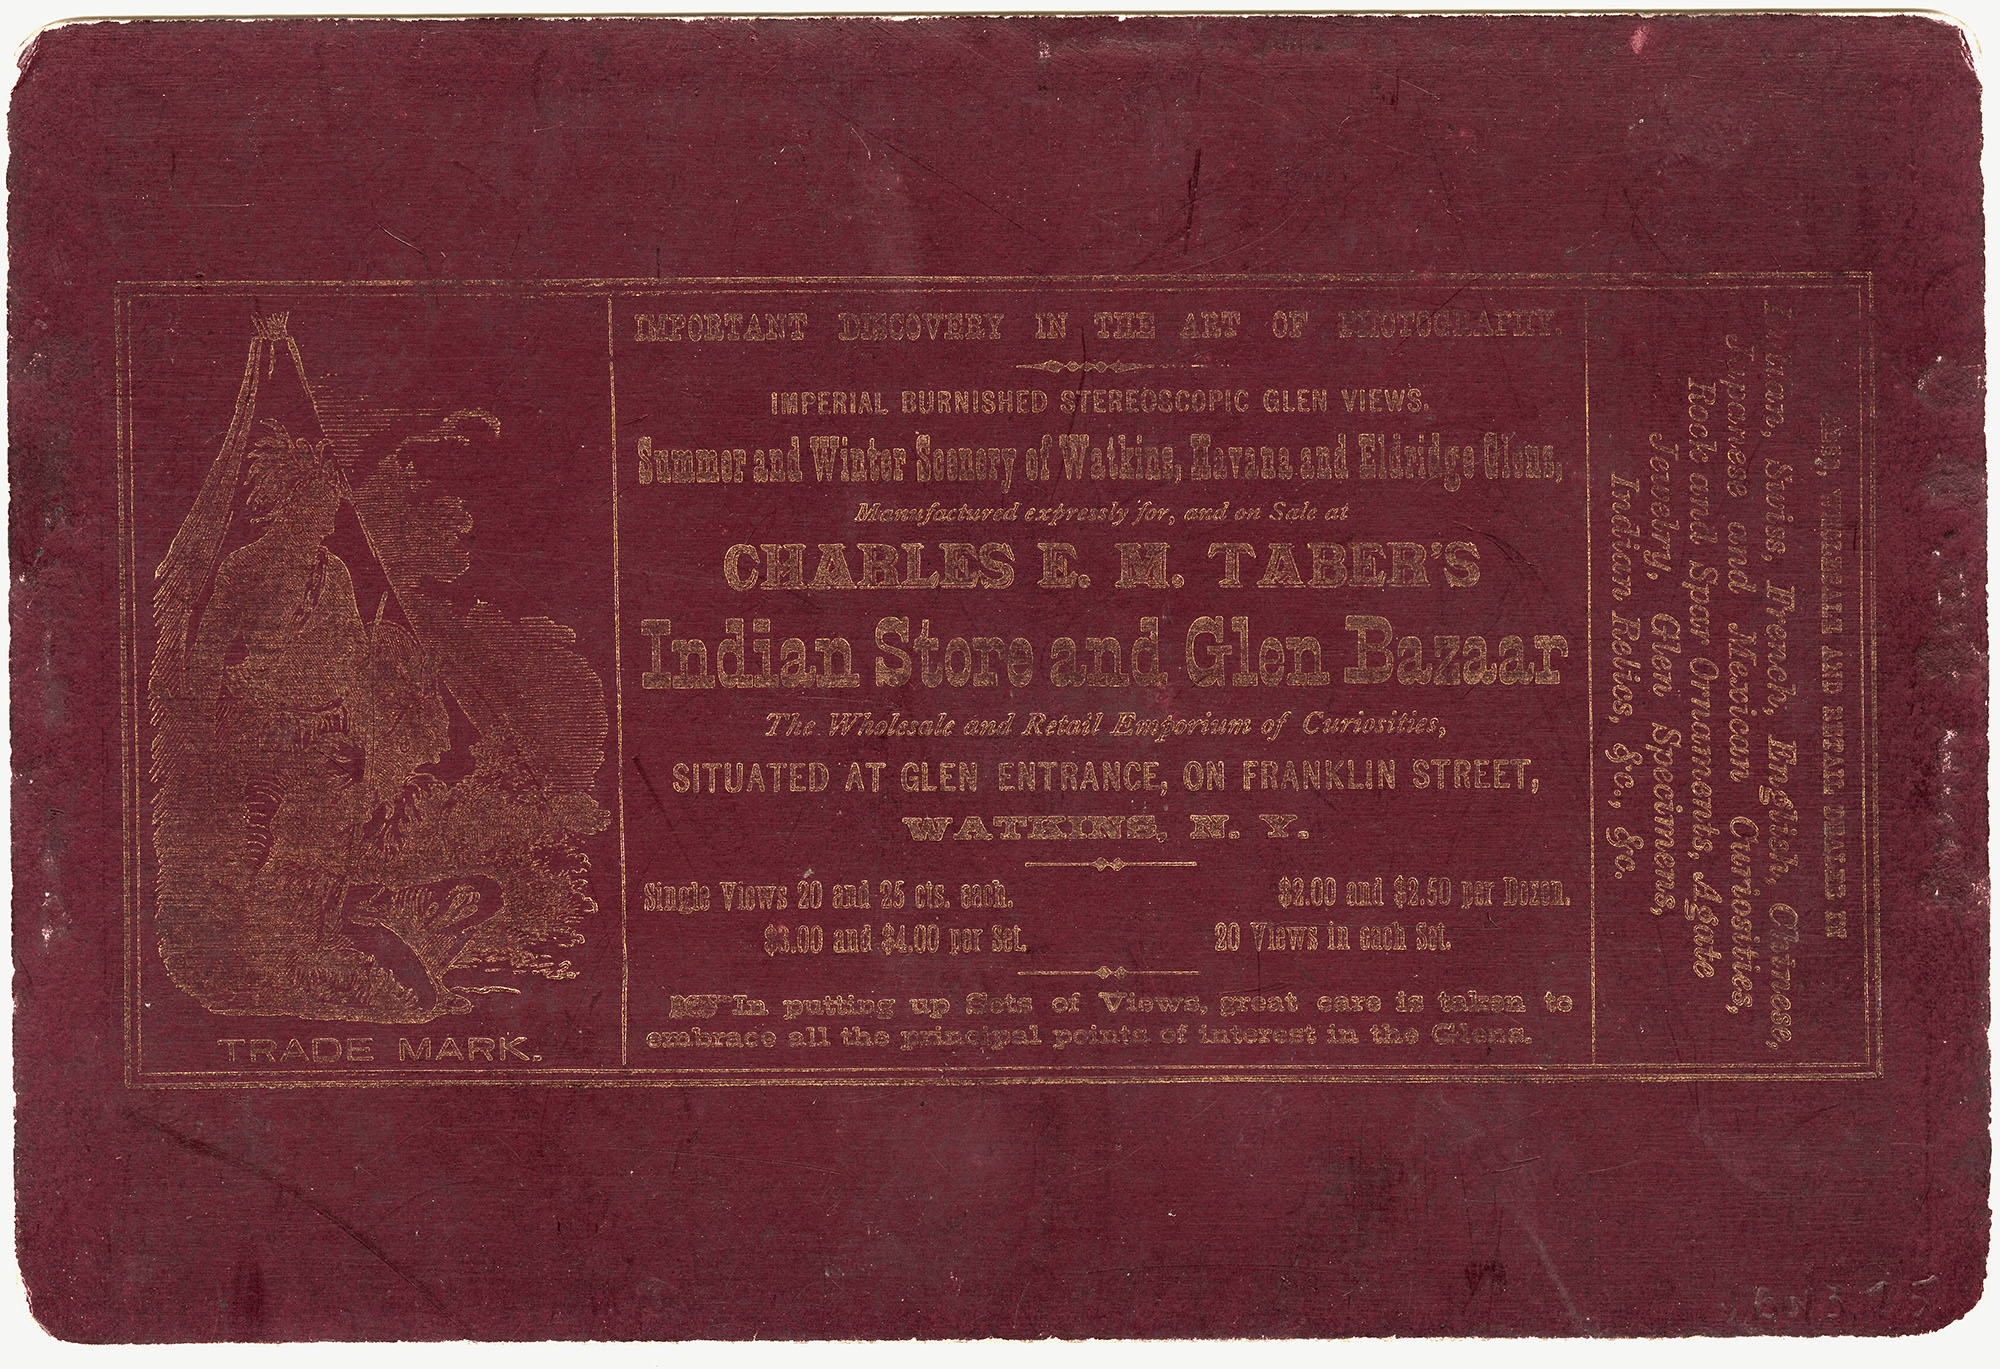 IMPORTANT DISCOVERY IN THE ART OF PHOTOGRAPHY.
IMPERIAL BURNISHED STEREOSCOPIC GLEN VIEWS.
Summer and Winter Scenery of Watkins, Havana and Eldridge Glens,
Manufactured expressly for, and on Sale at
CHARLES E. M. TABER'S
Indian Store and Glen Bazaar
The Wholesale and Retail Emporium of Curiosities,
SITUATED AT GLEN ENTRANCE, ON FRANKLIN STREET,
WATKINS, N. Y.
Single Views 20 and 25 cts. each. $2.00 and $2.50 per Dozen.
$3.00 and $4.00 per Set. 20 Views in each Set.
☞In putting up Sets of Views, great care is taken to
embrace all the principal points of interest in the Glens.
TRADE MARK.
ALSO, WHOLESALE AND RETAIL DEALER IN
Indian, Swiss, French, English, Chinese,
Japanese and Mexican Curiosities,
Rock and Spar Ornaments, Agate
Jewelry, Glen Specimens,
Indian Relics, &c., &c.